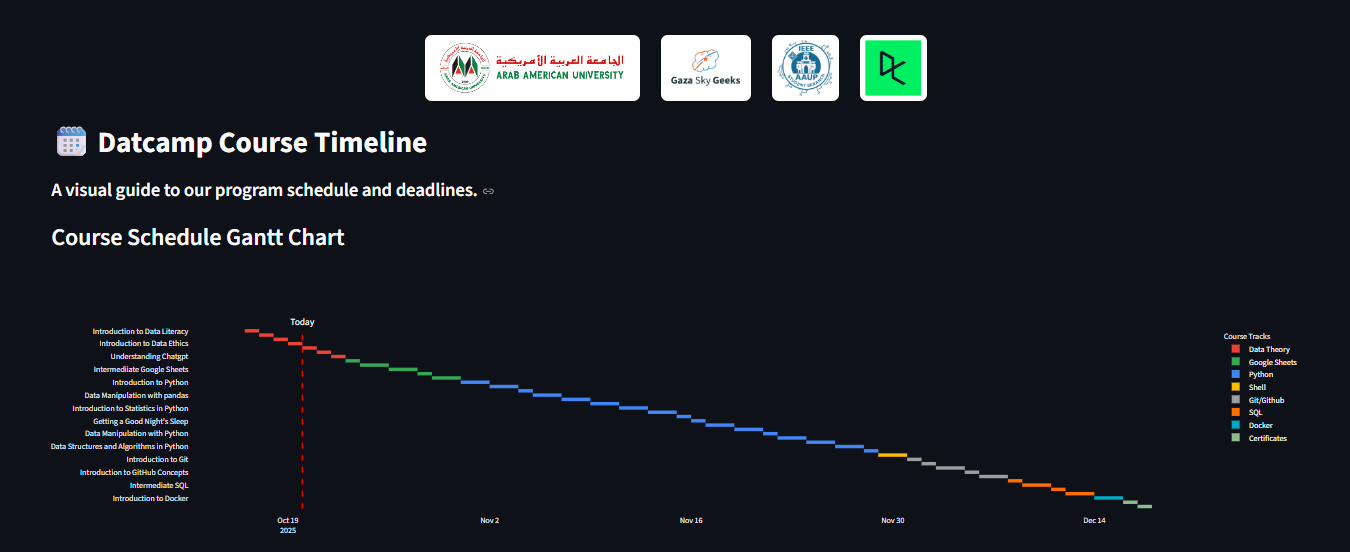 الجامعة العربية الأمريكية
ARAB AMERICAN UNIVERSITY
Gaza Sky Geeks
IEEE
AAUP
STUDENT BRANCH
Datcamp Course Timeline
A visual guide to our program schedule and deadlines.
Course Schedule Gantt Chart
Today
Introduction to Data Literacy
Introduction to Data Ethics
Understanding Chatgpt
Intermediate Google Sheets
Introduction to Python
Data Manipulation with pandas
Introduction to Statistics in Python
Getting a Good Night's Sleep
Data Manipulation with Python
Data Structures and Algorithms in Python
Introduction to Git
Introduction to GitHub Concepts
Intermediate SQL
Introduction to Docker
Oct 19
2025
Nov 2
Nov 16
Nov 30
Dec 14
Course Tracks
Data Theory
Google Sheets
Python
Shell
Git/Github
SQL
Docker
Certificates